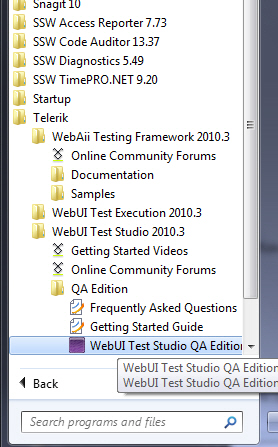 Snagit 10
SSW Access Reporter 7.73
SSW Code Auditor 13.37
SSW Diagnostics 5.49
SSW TimePRO.NET 9.20
Startup
Telerik
WebAii Testing Framework 2010.3
Online Community Forums
Documentation
Samples
WebUI Test Execution 2010.3
WebUI Test Studio 2010.3
Getting Started Videos
Online Community Forums
QA Edition
Frequently Asked Questions
Getting Started Guide
WebUI Test Studio QA Edition
WebUI Test Studio QA Edition
WebUI Test Studio QA Edition
Back
Search programs and files